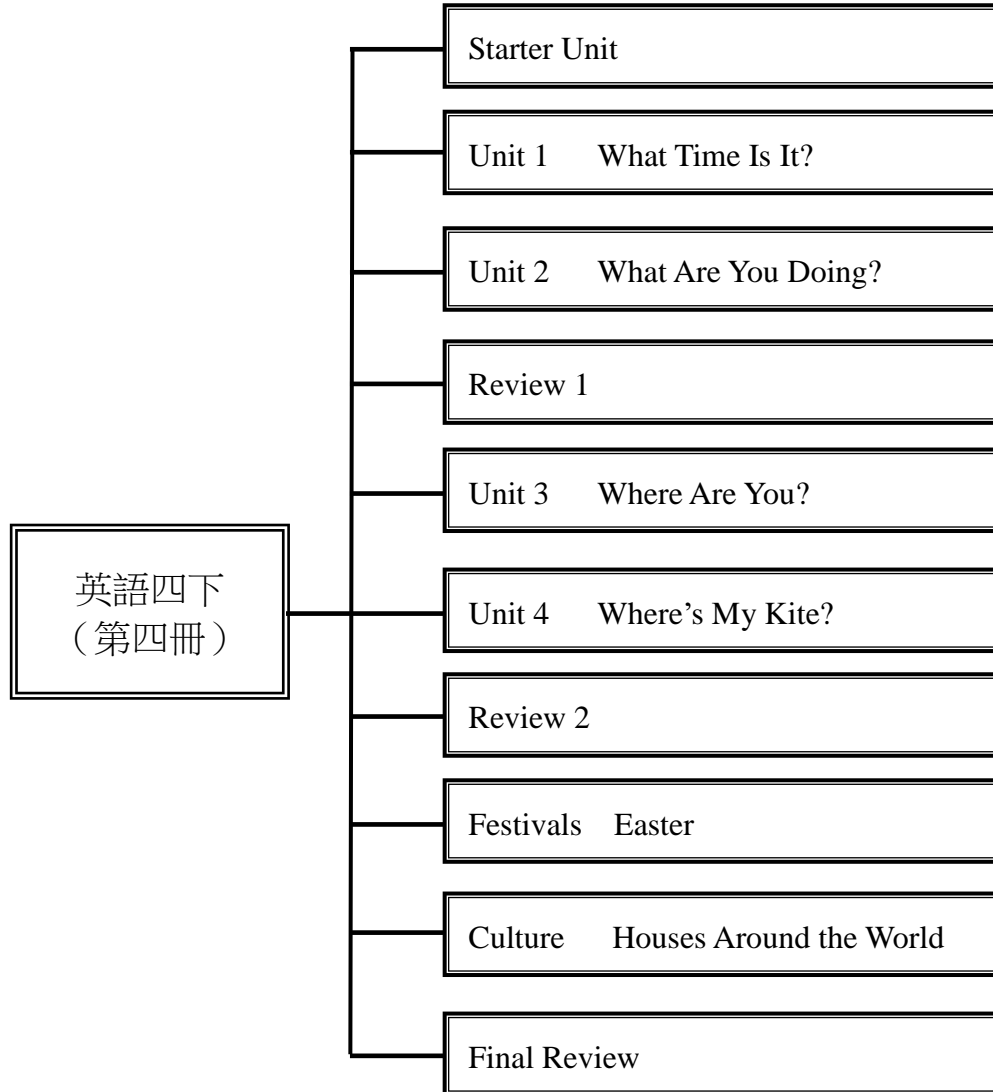 Starter Unit
Unit 1 What Time Is It?
Unit 2 What Are You Doing?
Review 1
Unit 3 Where Are You?
英語四下
（第四冊）
Unit 4 Where's My Kite?
Review 2
Festivals Easter
Culture Houses Around the World
Final Review